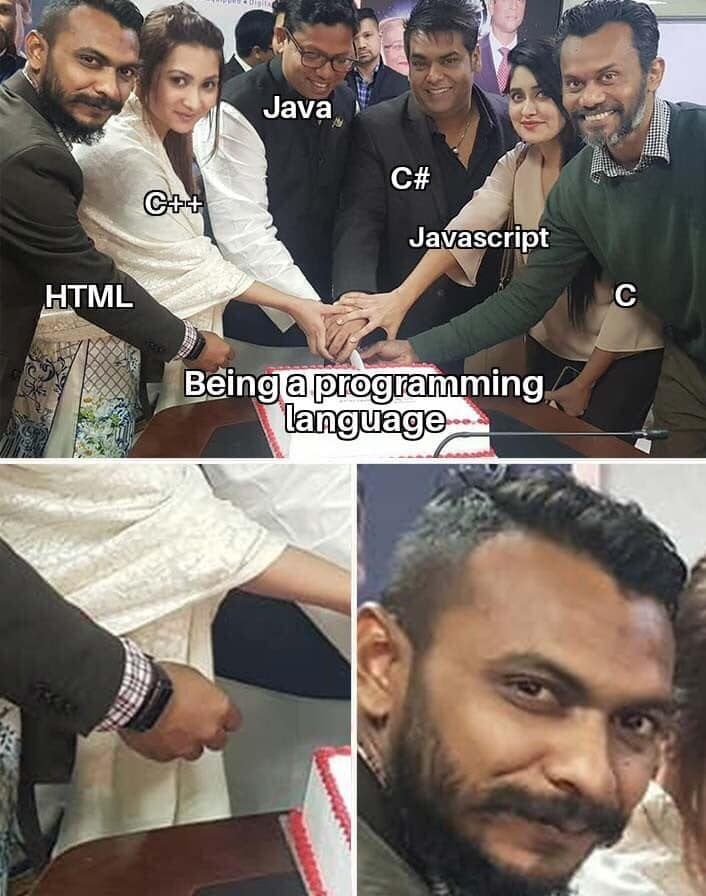 Java
C#
C++
Javascript
HTML
C
Being a programming
language